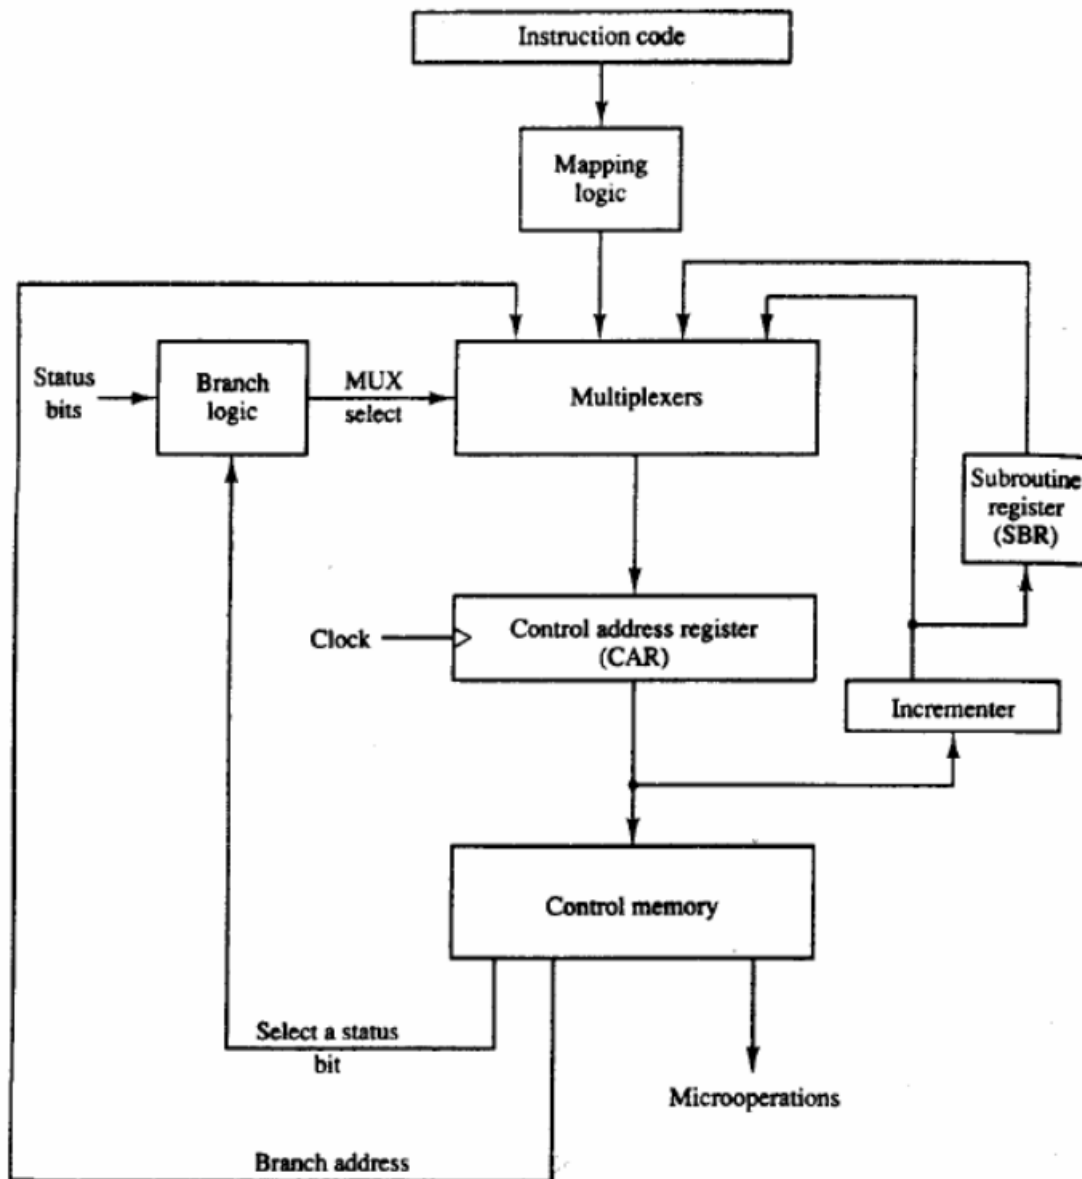 Instruction code
Mapping
logic
Status
bits
Branch
logic
MUX
select
Multiplexers
Subroutine
register
(SBR)
Clock
Control address register
(CAR)
Incrementer
Control memory
Select a status
bit
Microoperations
Branch address